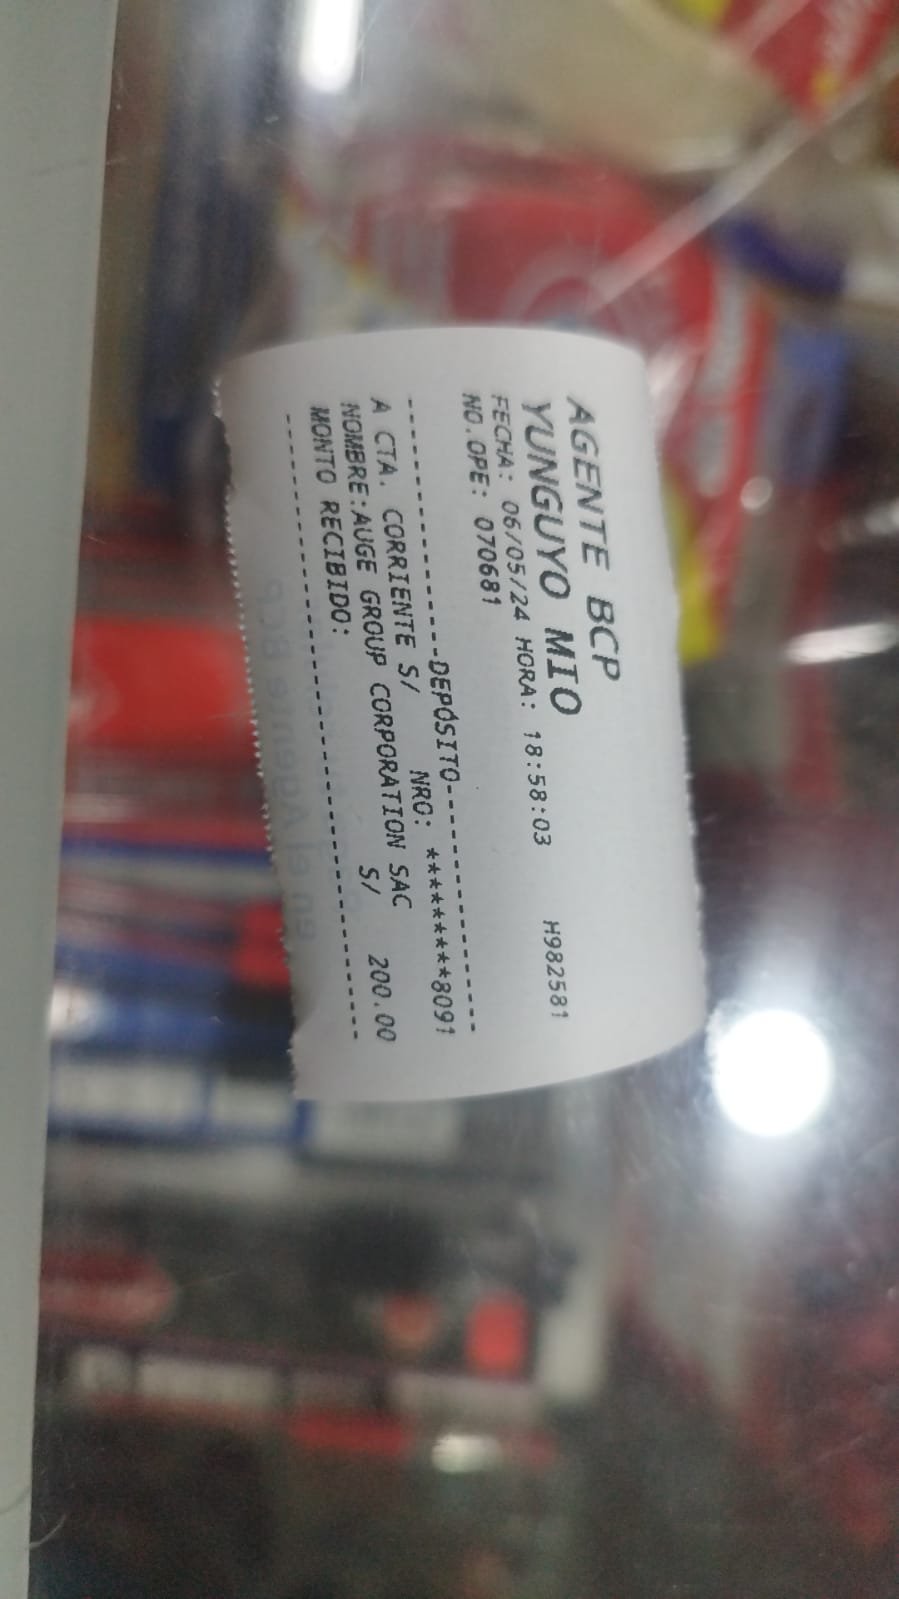 AGENTE BCP
YUNGUYO MIO
FECHA: 06/05/24 HORA: 18:58:03 H982581
NO.OPE: 070681
--------------DEPÓSITO--------------
A CTA. CORRIENTE S/ NRO: *********8091
NOMBRE:AUGE GROUP CORPORATION SAC
MONTO RECIBIDO: S/ 200.00
------------------------------------